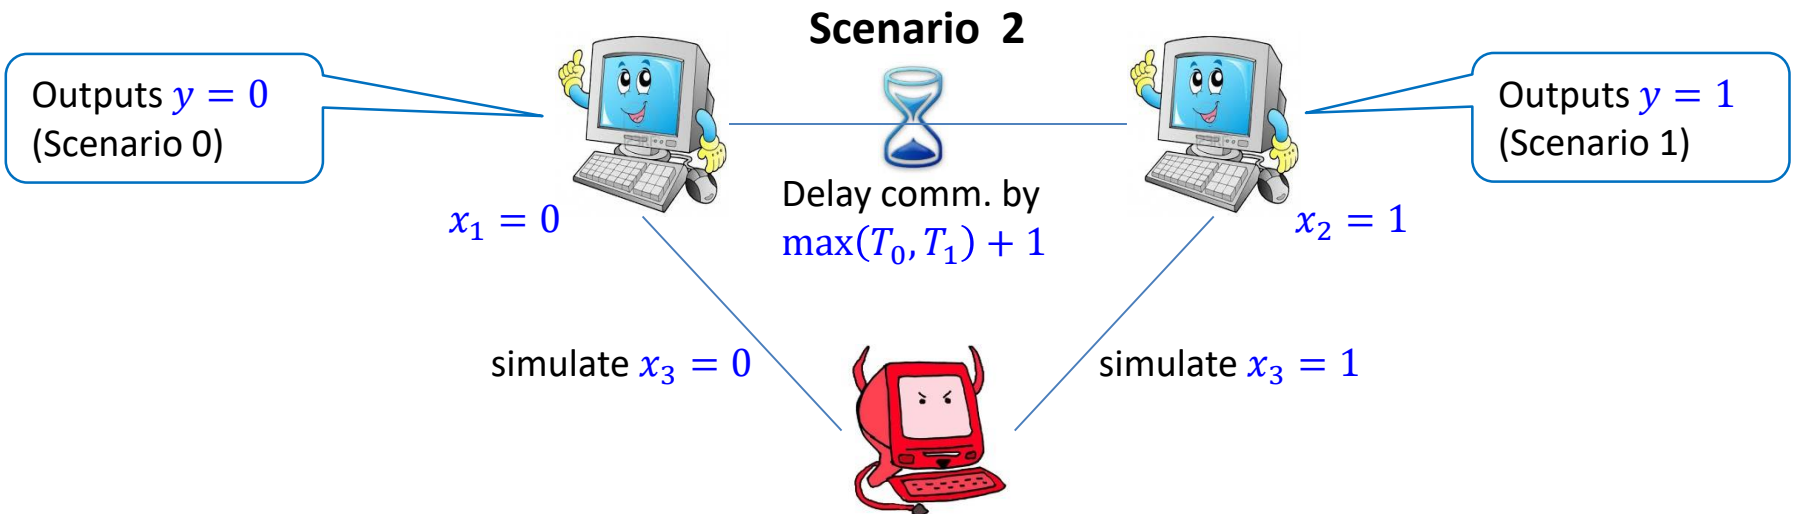 Scenario 2
Outputs y = 0
(Scenario 0)
Outputs y = 1
(Scenario 1)
Delay comm. by
max(T₀, T₁) + 1
x₁ = 0
x₂ = 1
simulate x₃ = 0
simulate x₃ = 1